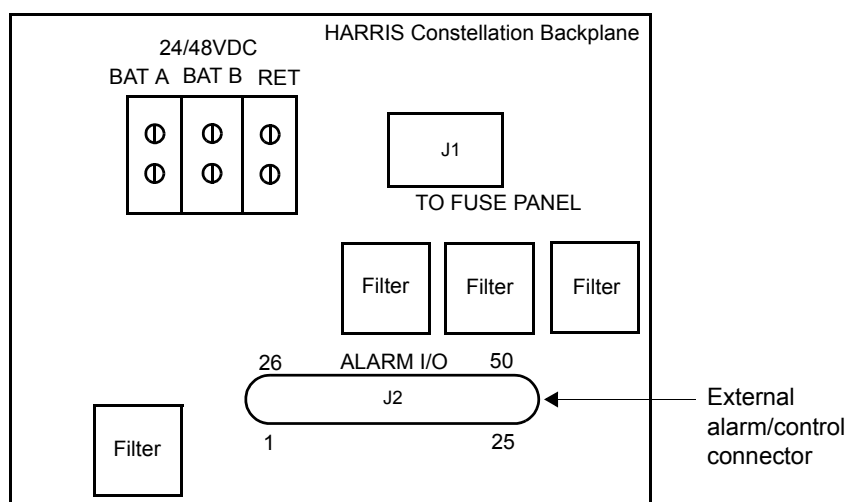 HARRIS Constellation Backplane
24/48VDC
BAT A BAT B RET
J1
TO FUSE PANEL
Filter Filter Filter
26 ALARM I/O 50
J2
1 25
Filter
External
alarm/control
connector